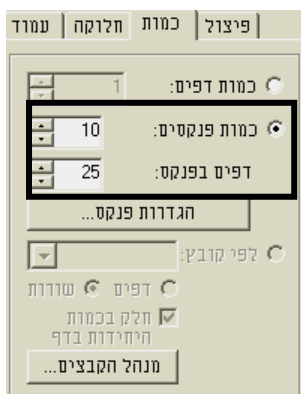 פיצול כמות חלוקה עמוד
כמות דפים: 1
כמות פנקסים: 10
דפים בפנקס: 25
הגדרות פנקס...
לפי קובץ:
דפים שורות
חלק בכמות
היחידות בדף
מנהל הקבצים...